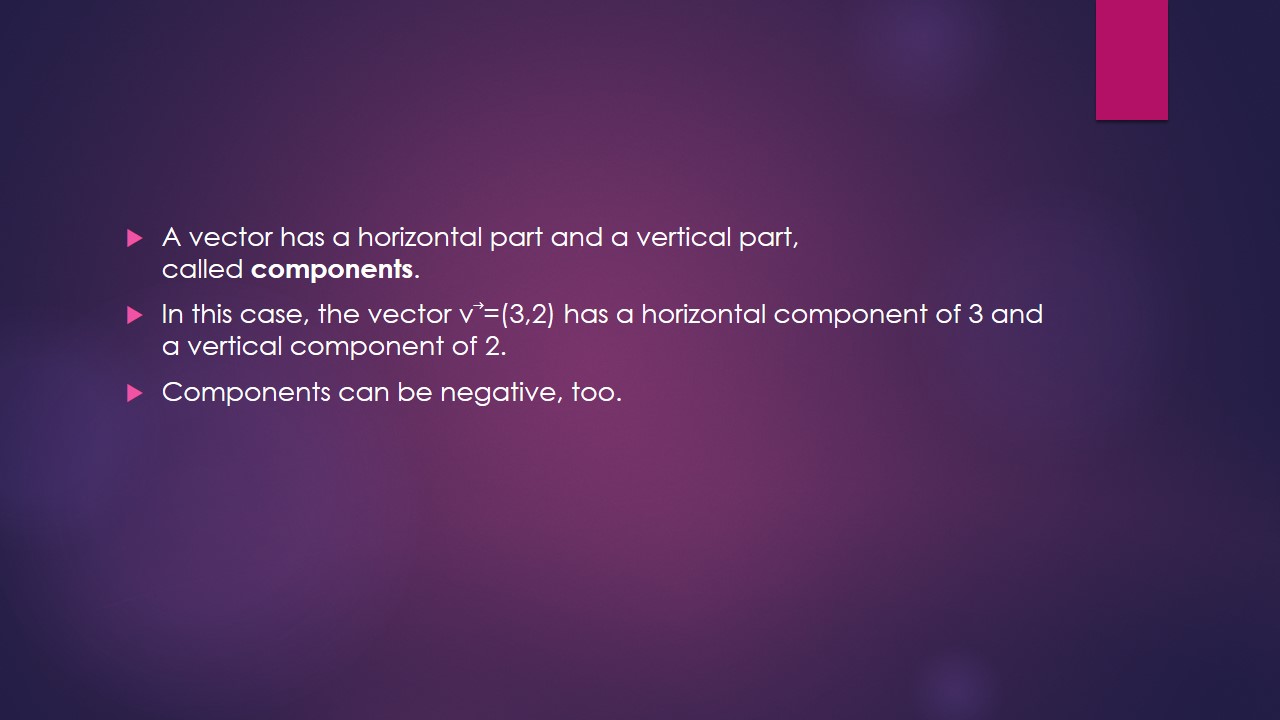 A vector has a horizontal part and a vertical part,
called components.
In this case, the vector v⃗=(3,2) has a horizontal component of 3 and
a vertical component of 2.
Components can be negative, too.